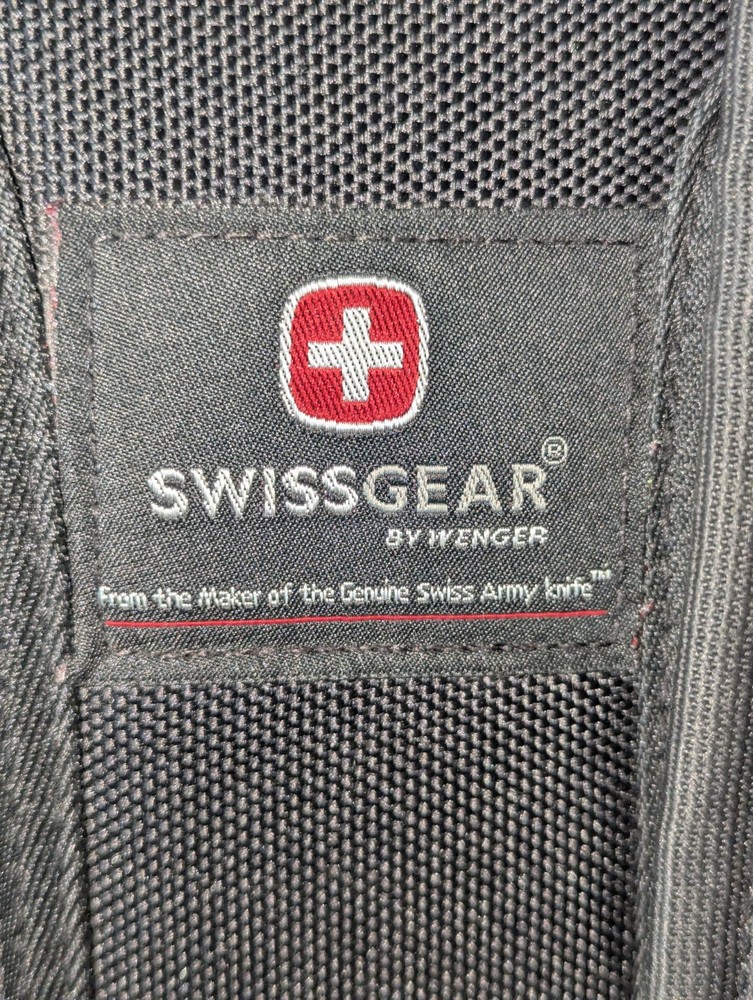 SWISSGEAR®
BY WENGER
From the Maker of the Genuine Swiss Army knife™